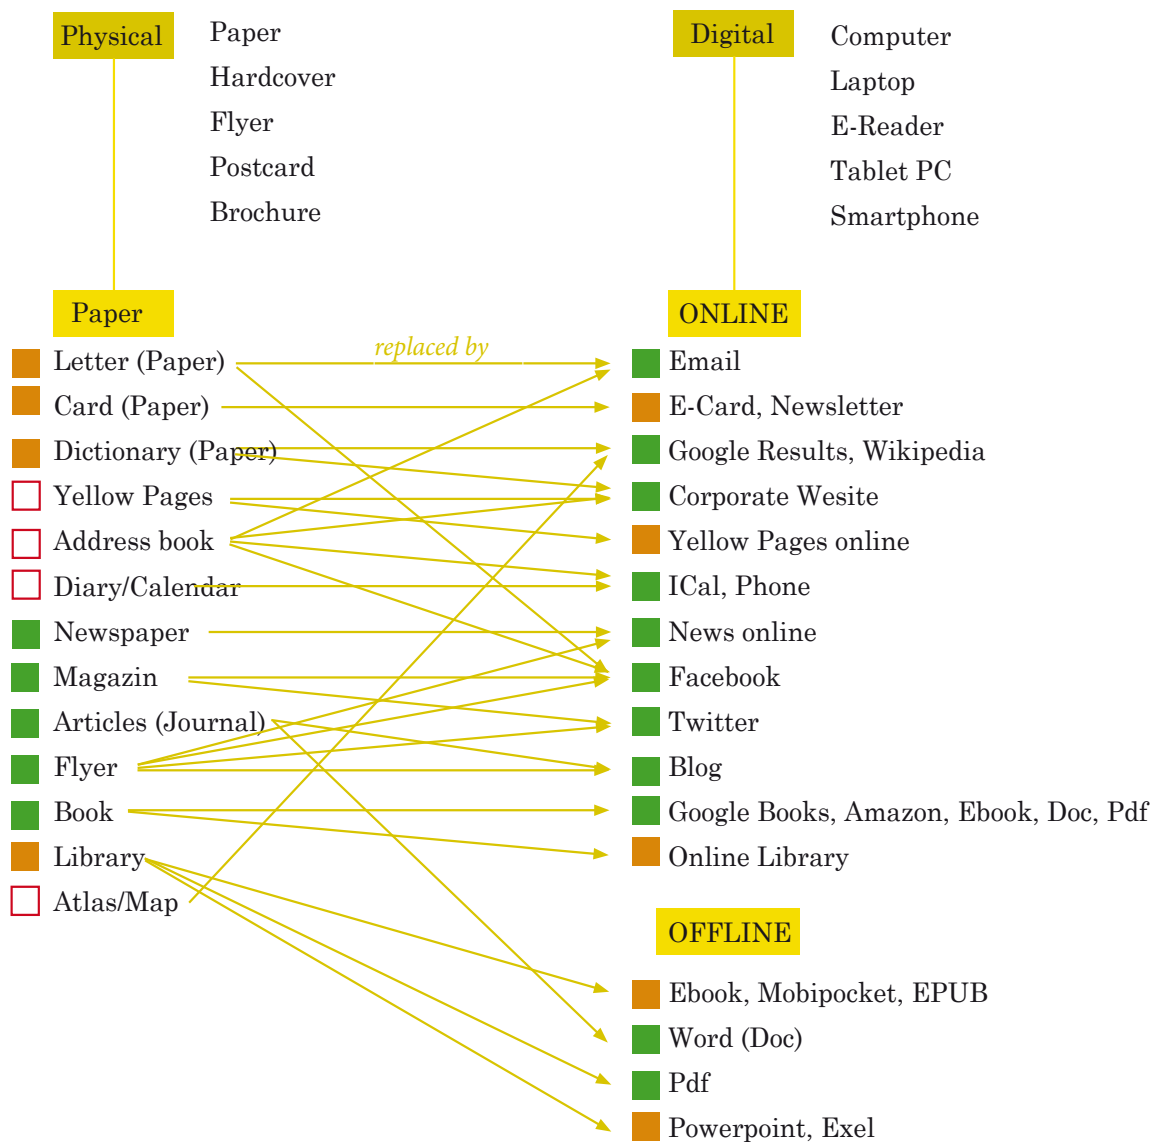 Physical
Paper
Hardcover
Flyer
Postcard
Brochure
Digital
Computer
Laptop
E-Reader
Tablet PC
Smartphone
Paper
Letter (Paper)
Card (Paper)
Dictionary (Paper)
Yellow Pages
Address book
Diary/Calendar
Newspaper
Magazin
Articles (Journal)
Flyer
Book
Library
Atlas/Map
replaced by
ONLINE
Email
E-Card, Newsletter
Google Results, Wikipedia
Corporate Wesite
Yellow Pages online
ICal, Phone
News online
Facebook
Twitter
Blog
Google Books, Amazon, Ebook, Doc, Pdf
Online Library
OFFLINE
Ebook, Mobipocket, EPUB
Word (Doc)
Pdf
Powerpoint, Exel